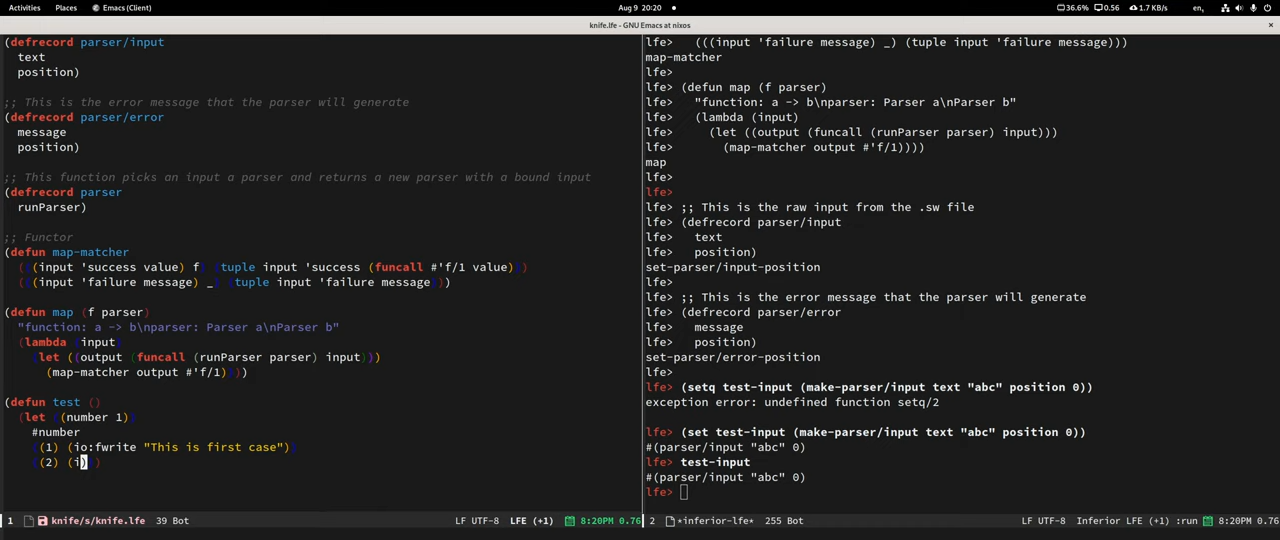 Activities Emacs (Client) Aug 9 20:20 36.6% 0.56 1.7 KB/s en,
knife.lfe – GNU Emacs at nixos
(defrecord parser/input
text
position)
;; This is the error message that the parser will generate
(defrecord parser/error
message
position)
;; This function picks an input a parser and returns a new parser with a bound input
(defrecord parser
runParser)
;; Functor
(defun map-matcher
(((input 'success value) f) (tuple input 'success (funcall #'f/1 value)))
(((input 'failure message) _) (tuple input 'failure message)))
(defun map (f parser)
"function: a -> b\nparser: Parser a\nParser b"
(lambda (input)
(let ((output (funcall (runParser parser) input)))
(map-matcher output #'f/1))))
(defun test ()
(let ((number 1))
#number
((1) (io:fwrite "This is first case"))
((2) (i))))
1 knife/s/knife.lfe 39 Bot LF UTF-8 LFE (+1) 8:20PM 0.76
lfe> (((input 'failure message) _) (tuple input 'failure message)))
map-matcher
lfe>
lfe> (defun map (f parser)
lfe> "function: a -> b\nparser: Parser a\nParser b"
lfe> (lambda (input)
lfe> (let ((output (funcall (runParser parser) input)))
lfe> (map-matcher output #'f/1))))
map
lfe>
lfe>
lfe> ;; This is the raw input from the .sw file
lfe> (defrecord parser/input
lfe> text
lfe> position)
set-parser/input-position
lfe>
lfe> ;; This is the error message that the parser will generate
lfe> (defrecord parser/error
lfe> message
lfe> position)
set-parser/error-position
lfe>
lfe> (setq test-input (make-parser/input text "abc" position 0))
exception error: undefined function setq/2
lfe> (set test-input (make-parser/input text "abc" position 0))
#(parser/input "abc" 0)
lfe> test-input
#(parser/input "abc" 0)
lfe>
2 *inferior-lfe* 255 Bot LF UTF-8 Inferior LFE (+1) :run 8:20PM 0.76